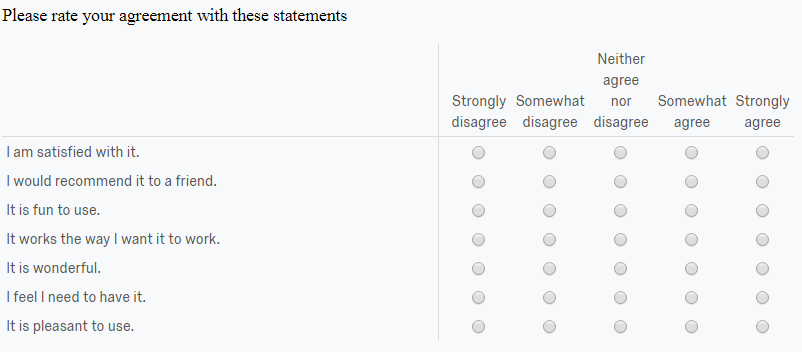 Please rate your agreement with these statements
Neither
agree
Strongly Somewhat nor Somewhat Strongly
disagree disagree disagree agree agree
I am satisfied with it.
I would recommend it to a friend.
It is fun to use.
It works the way I want it to work.
It is wonderful.
I feel I need to have it.
It is pleasant to use.